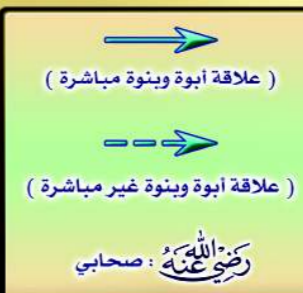 ( علاقة أبوة وبنوة مباشرة )
( علاقة أبوة وبنوة غير مباشرة )
رَضِيَ اللهُ عَنْهُ : صحابي